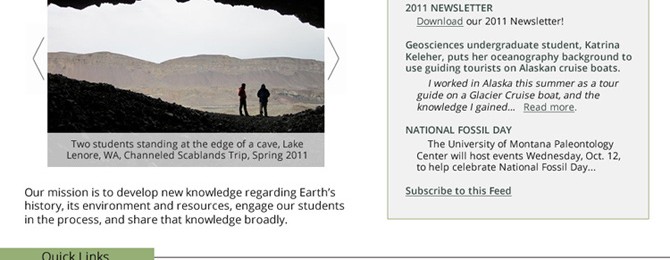 Two students standing at the edge of a cave, Lake
Lenore, WA, Channeled Scablands Trip, Spring 2011
Our mission is to develop new knowledge regarding Earth's
history, its environment and resources, engage our students
in the process, and share that knowledge broadly.
Quick Links
2011 NEWSLETTER
Download our 2011 Newsletter!
Geosciences undergraduate student, Katrina
Keleher, puts her oceanography background to
use guiding tourists on Alaskan cruise boats.
I worked in Alaska this summer as a tour
guide on a Glacier Cruise boat, and the
knowledge I gained... Read more.
NATIONAL FOSSIL DAY
The University of Montana Paleontology
Center will host events Wednesday, Oct. 12,
to help celebrate National Fossil Day...
Subscribe to this Feed